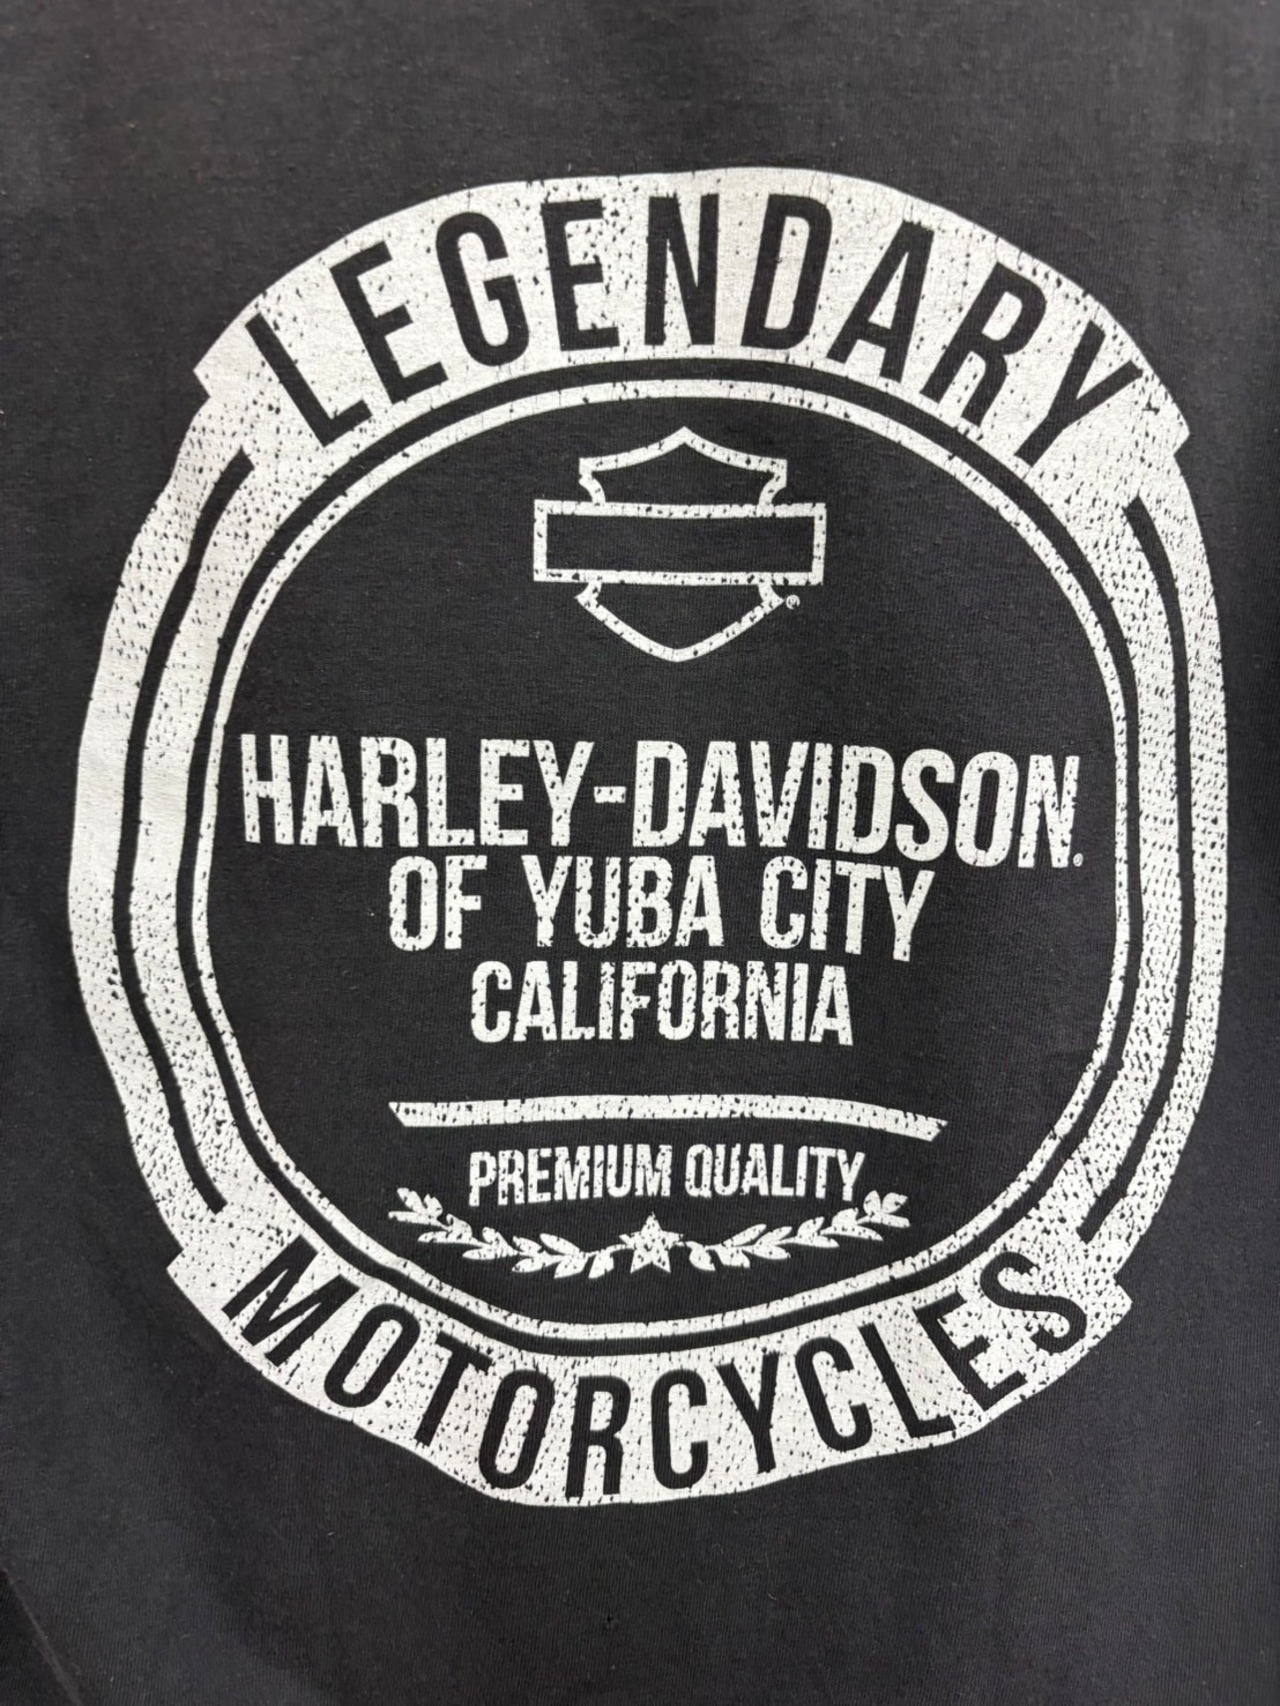 LEGENDARY
®
HARLEY-DAVIDSON®
OF YUBA CITY
CALIFORNIA
PREMIUM QUALITY
MOTORCYCLES